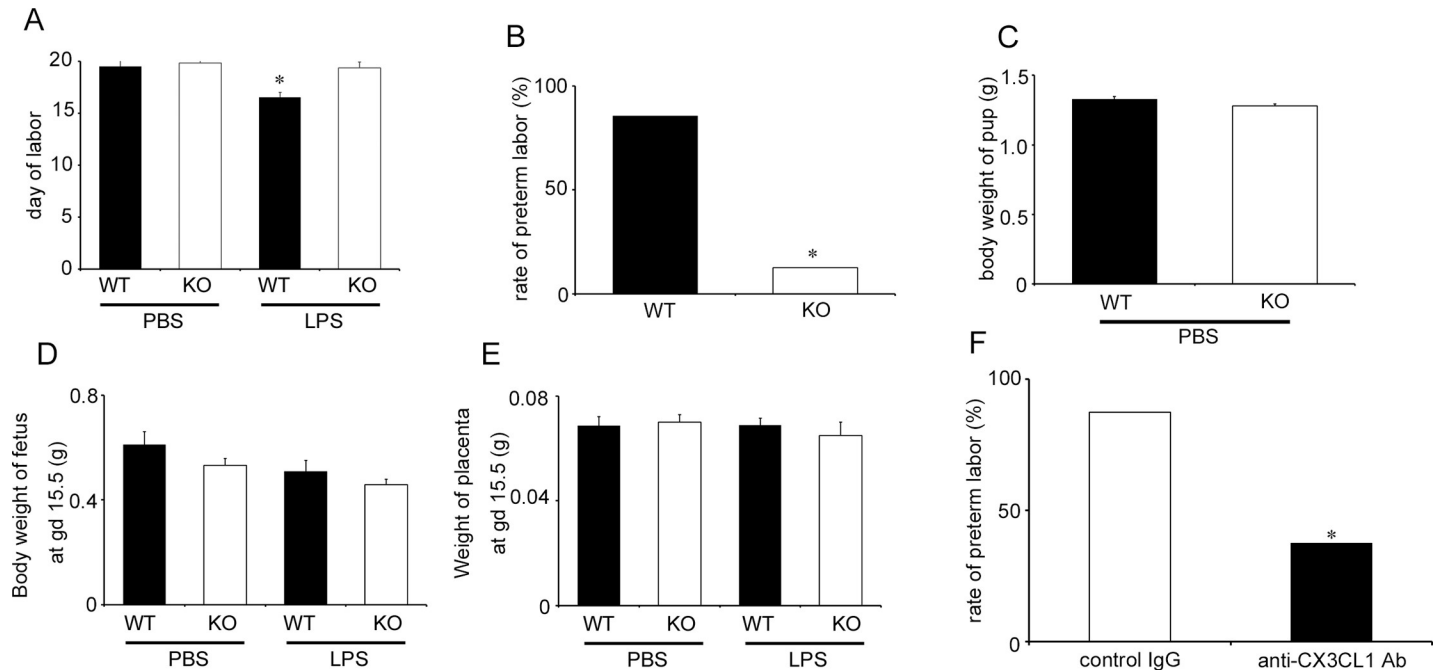 A
day of labor
20
15
10
5
0
*
WT KO WT KO
PBS LPS
B
rate of preterm labor (%)
100
50
0
*
WT KO
C
body weight of pup (g)
1.5
1.0
0.5
0
WT KO
PBS
D
Body weight of fetus
at gd 15.5 (g)
0.8
0.4
0
WT KO WT KO
PBS LPS
E
Weight of placenta
at gd 15.5 (g)
0.08
0.04
0
WT KO WT KO
PBS LPS
F
rate of preterm labor (%)
100
50
0
*
control IgG anti-CX3CL1 Ab